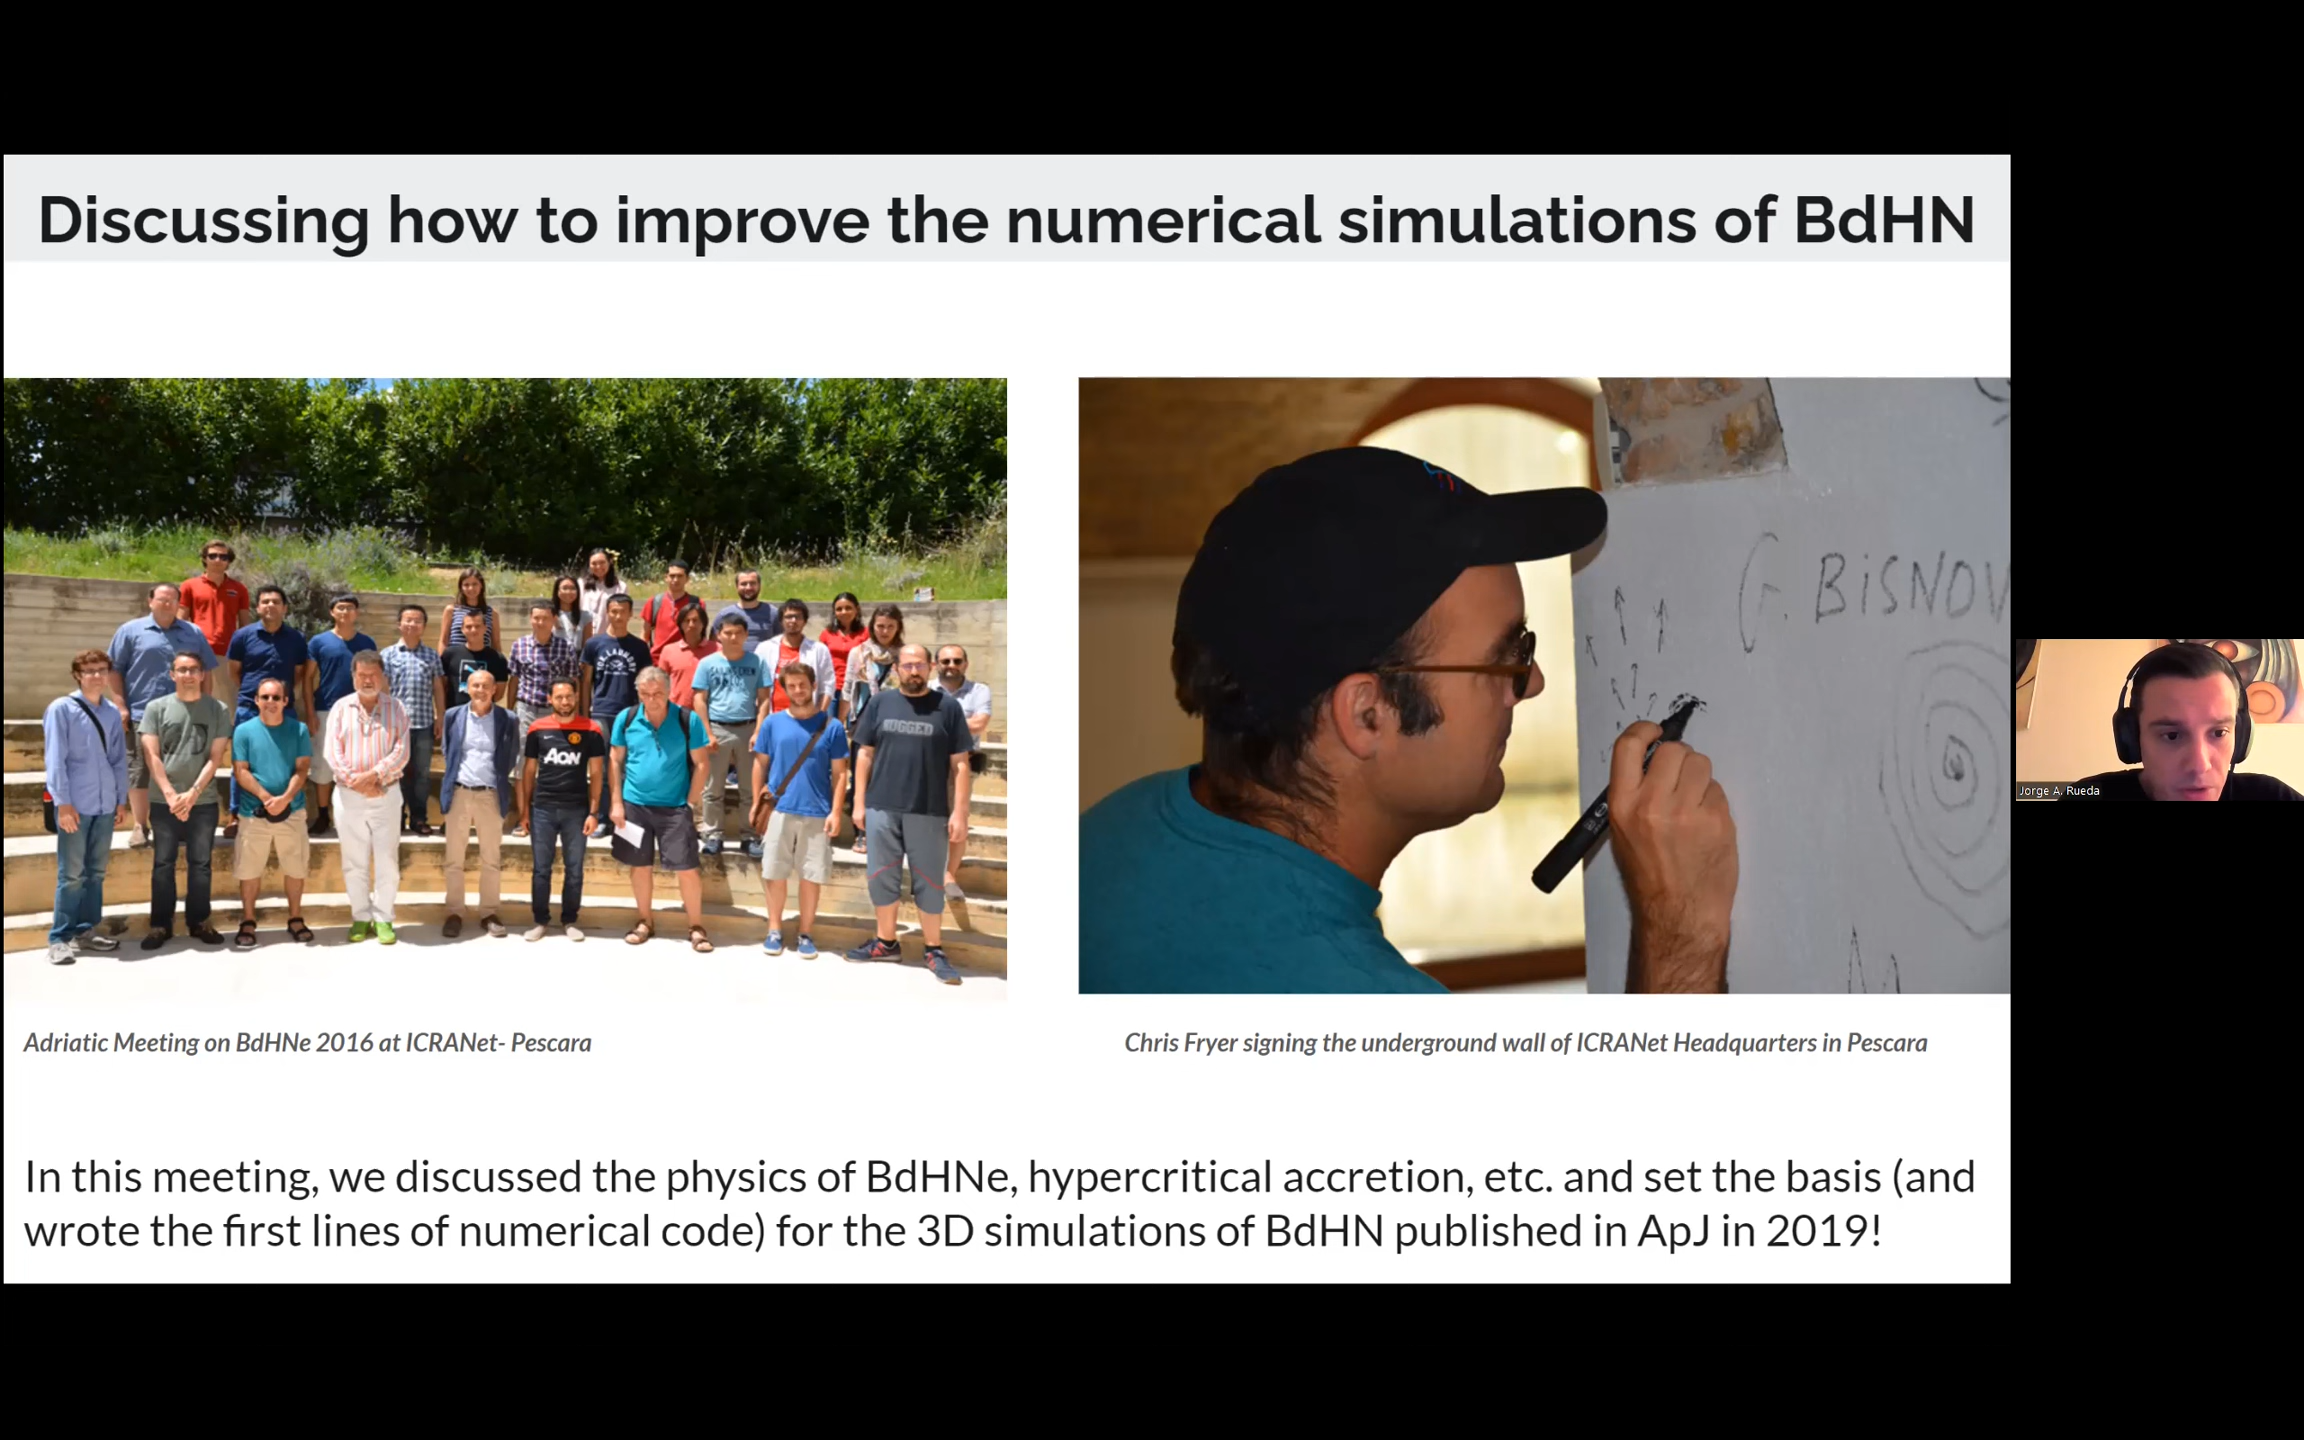 Discussing how to improve the numerical simulations of BdHN
AON
RUGGED
G. BiSNOV
Adriatic Meeting on BdHNe 2016 at ICRANet- Pescara
Chris Fryer signing the underground wall of ICRANet Headquarters in Pescara
In this meeting, we discussed the physics of BdHNe, hypercritical accretion, etc. and set the basis (and
wrote the first lines of numerical code) for the 3D simulations of BdHN published in ApJ in 2019!
Jorge A. Rueda